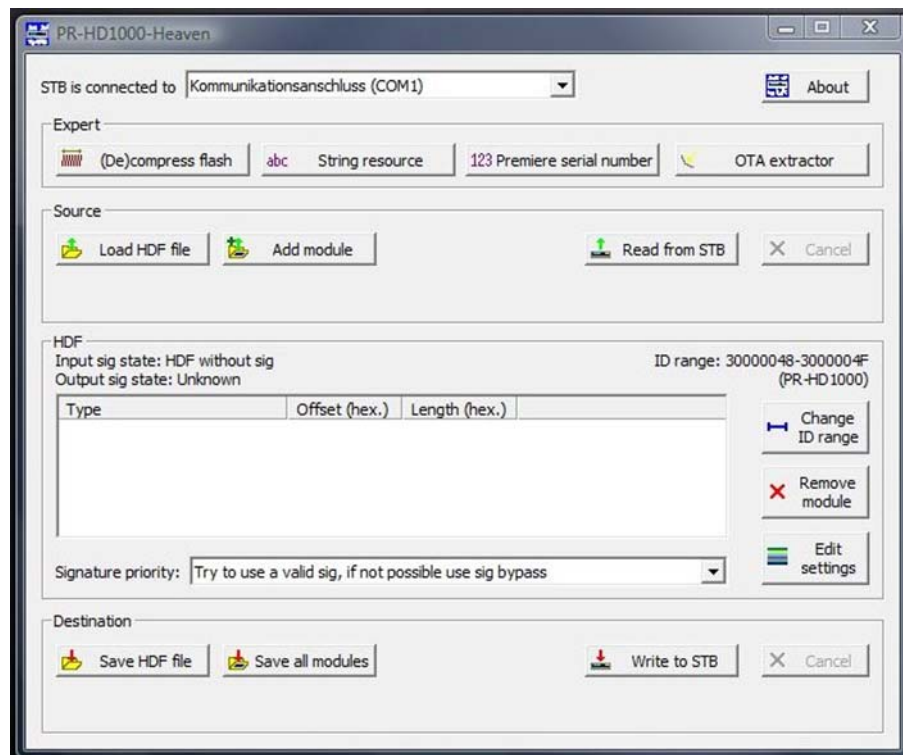 PR-HD1000-Heaven
STB is connected to Kommunikationsanschluss (COM1) About
Expert
(De)compress flash abc String resource 123 Premiere serial number OTA extractor
Source
Load HDF file Add module Read from STB Cancel
HDF
Input sig state: HDF without sig ID range: 30000048-3000004F
Output sig state: Unknown (PR-HD1000)
Type Offset (hex.) Length (hex.)
Change
ID range
Remove
module
Edit
settings
Signature priority: Try to use a valid sig, if not possible use sig bypass
Destination
Save HDF file Save all modules Write to STB Cancel